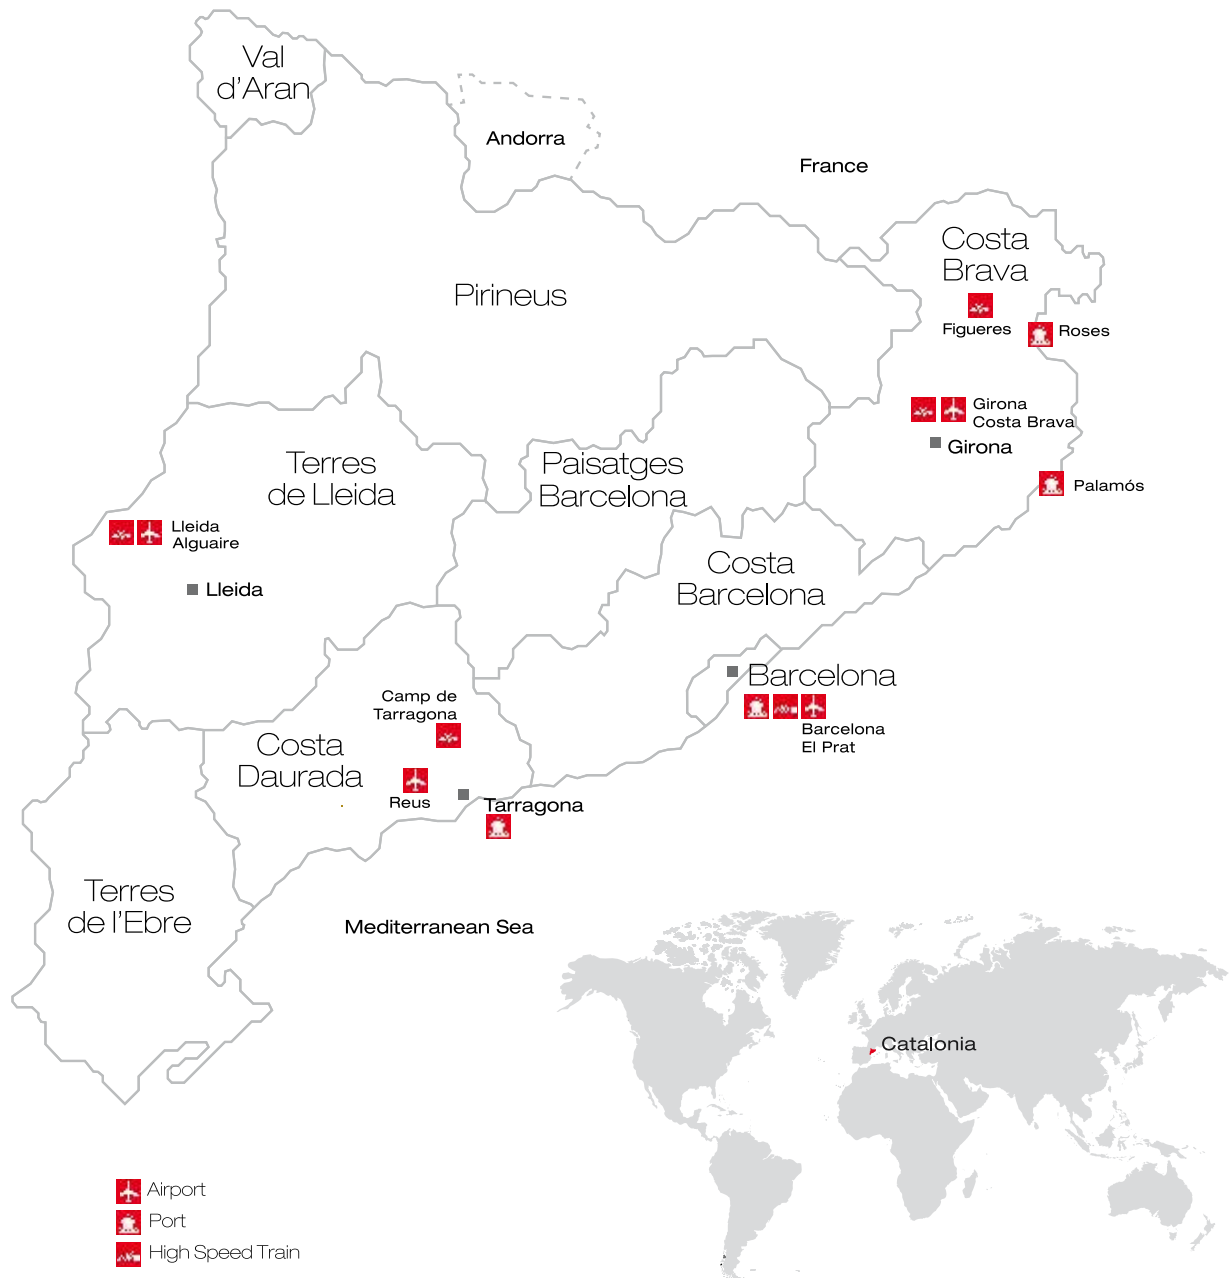 Val
d'Aran
Andorra
France
Costa
Brava
Pirineus
Figueres
Roses
Girona
Costa Brava
Girona
Terres
de Lleida
Paisatges
Barcelona
Palamós
Lleida
Alguaire
Lleida
Costa
Barcelona
Barcelona
Barcelona
El Prat
Camp de
Tarragona
Costa
Daurada
Reus
Tarragona
Terres
de l'Ebre
Mediterranean Sea
Catalonia
Airport
Port
High Speed Train